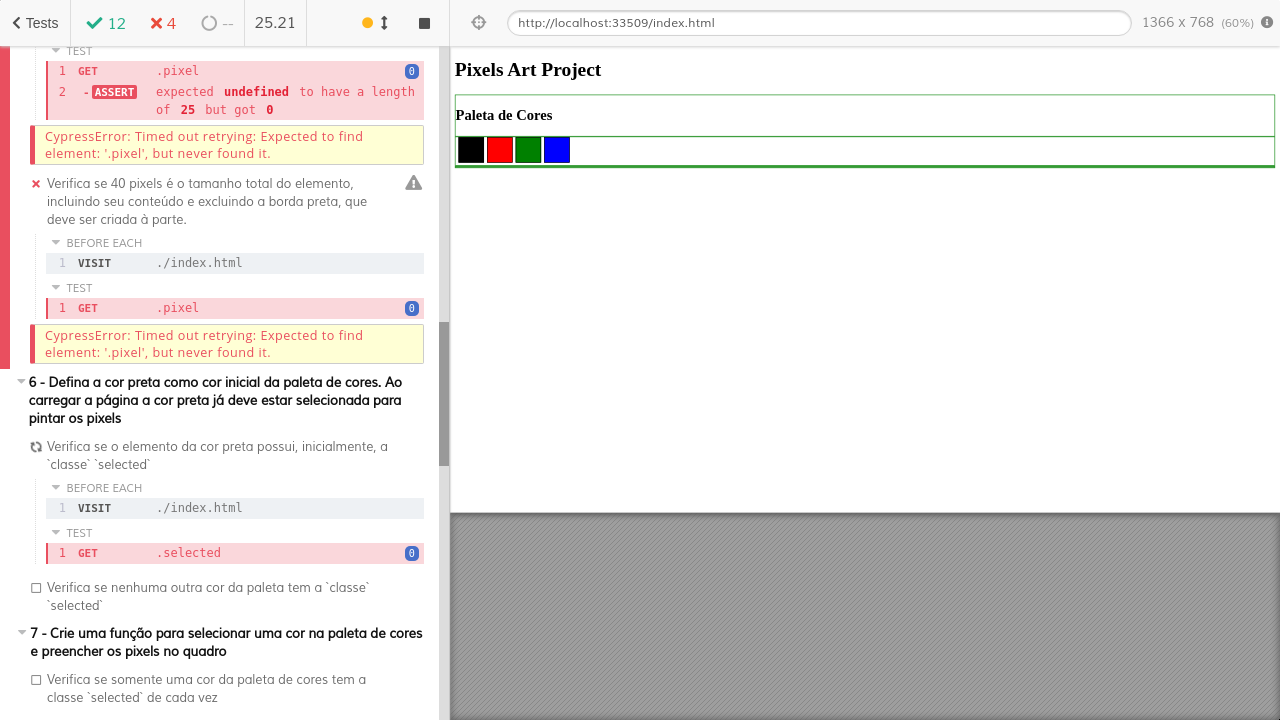 Tests
12
4
--
25.21
TEST
1 GET .pixel 0
2 -ASSERT expected undefined to have a length
of 25 but got 0
CypressError: Timed out retrying: Expected to find
element: '.pixel', but never found it.
Verifica se 40 pixels é o tamanho total do elemento,
incluindo seu conteúdo e excluindo a borda preta, que
deve ser criada à parte.
BEFORE EACH
1 VISIT ./index.html
TEST
1 GET .pixel 0
CypressError: Timed out retrying: Expected to find
element: '.pixel', but never found it.
6 - Defina a cor preta como cor inicial da paleta de cores. Ao
carregar a página a cor preta já deve estar selecionada para
pintar os pixels
Verifica se o elemento da cor preta possui, inicialmente, a
`classe` `selected`
BEFORE EACH
1 VISIT ./index.html
TEST
1 GET .selected 0
Verifica se nenhuma outra cor da paleta tem a `classe`
`selected`
7 - Crie uma função para selecionar uma cor na paleta de cores
e preencher os pixels no quadro
Verifica se somente uma cor da paleta de cores tem a
classe `selected` de cada vez
http://localhost:33509/index.html
1366 x 768 (60%)
Pixels Art Project
Paleta de Cores